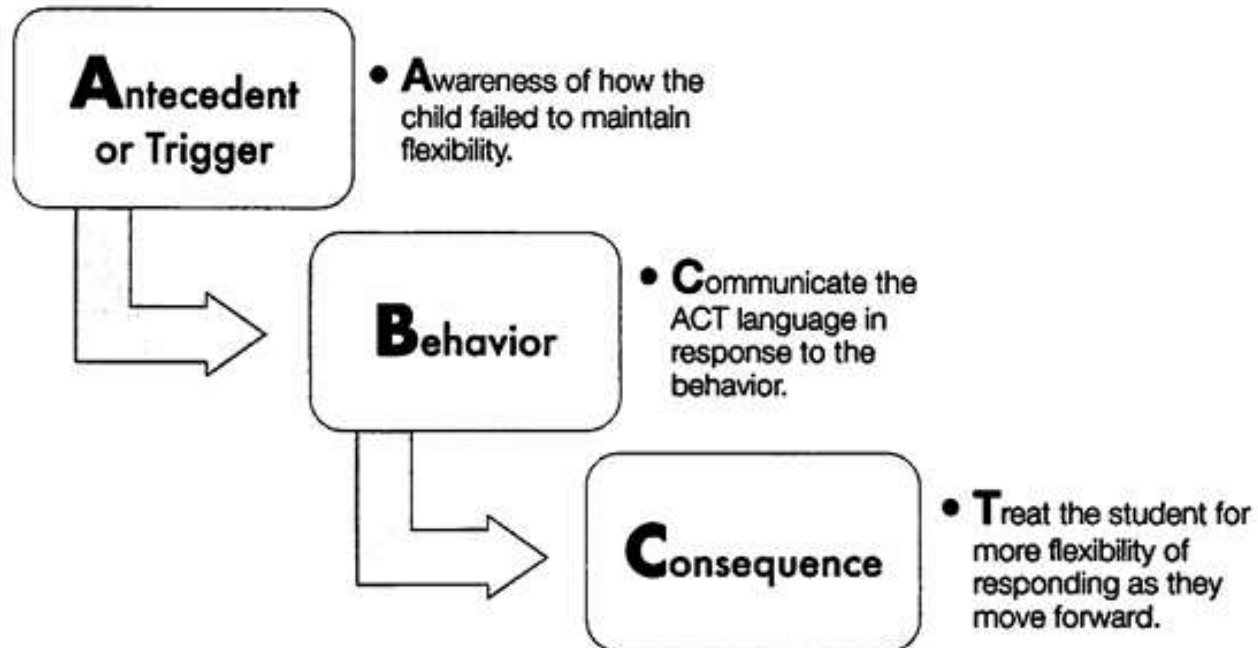 Antecedent
or Trigger
• Awareness of how the
child failed to maintain
flexibility.
Behavior
• Communicate the
ACT language in
response to the
behavior.
Consequence
• Treat the student for
more flexibility of
responding as they
move forward.